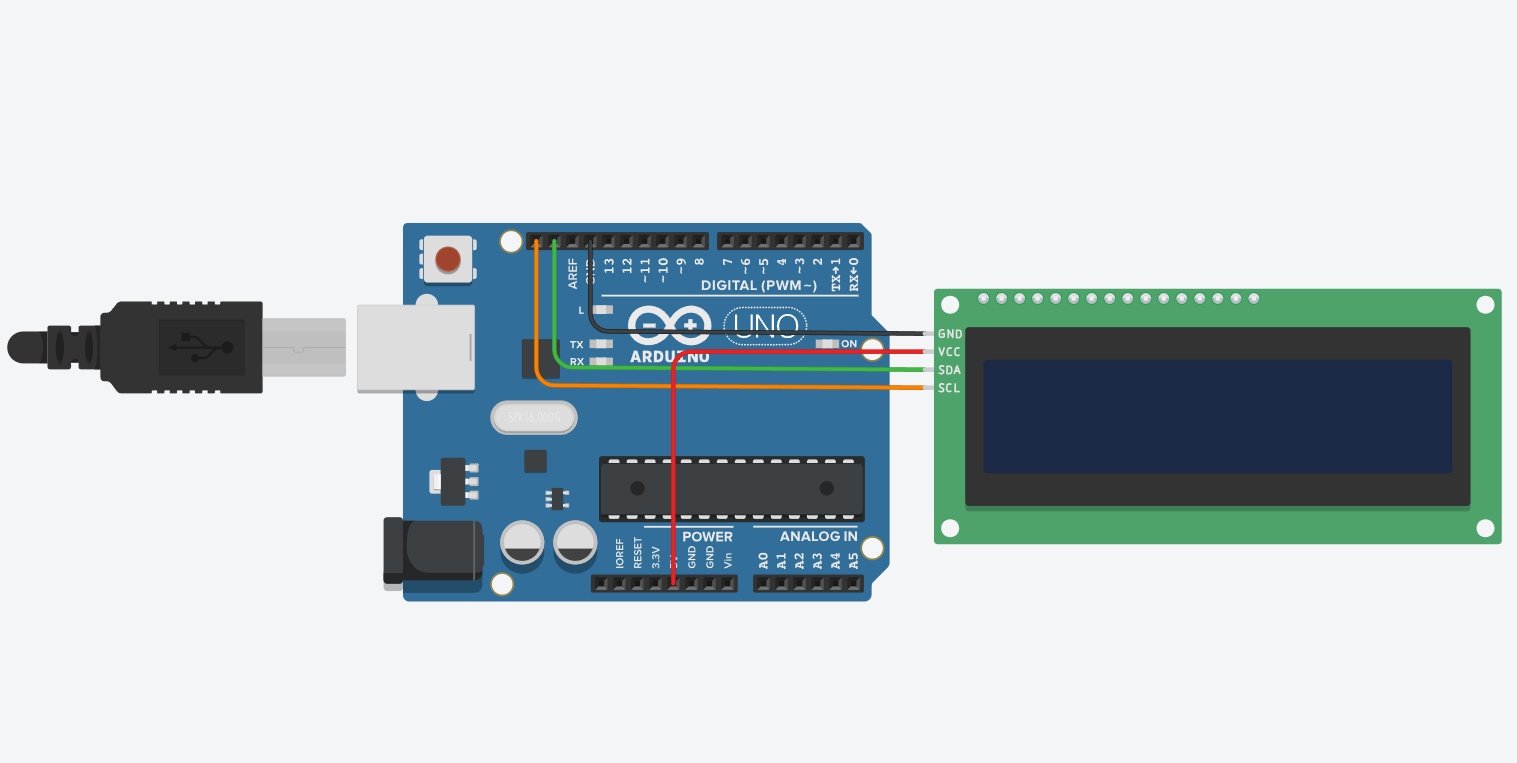 AREF
GND
13
12
~11
~10
~9
8
7
~6
~5
4
~3
2
TX→1
RX←0
DIGITAL (PWM~)
L
TX
RX
UNO
ARDUINO
ON
GND
VCC
SDA
SCL
POWER
ANALOG IN
IOREF
RESET
3.3V
5V
GND
GND
Vin
A0
A1
A2
A3
A4
A5